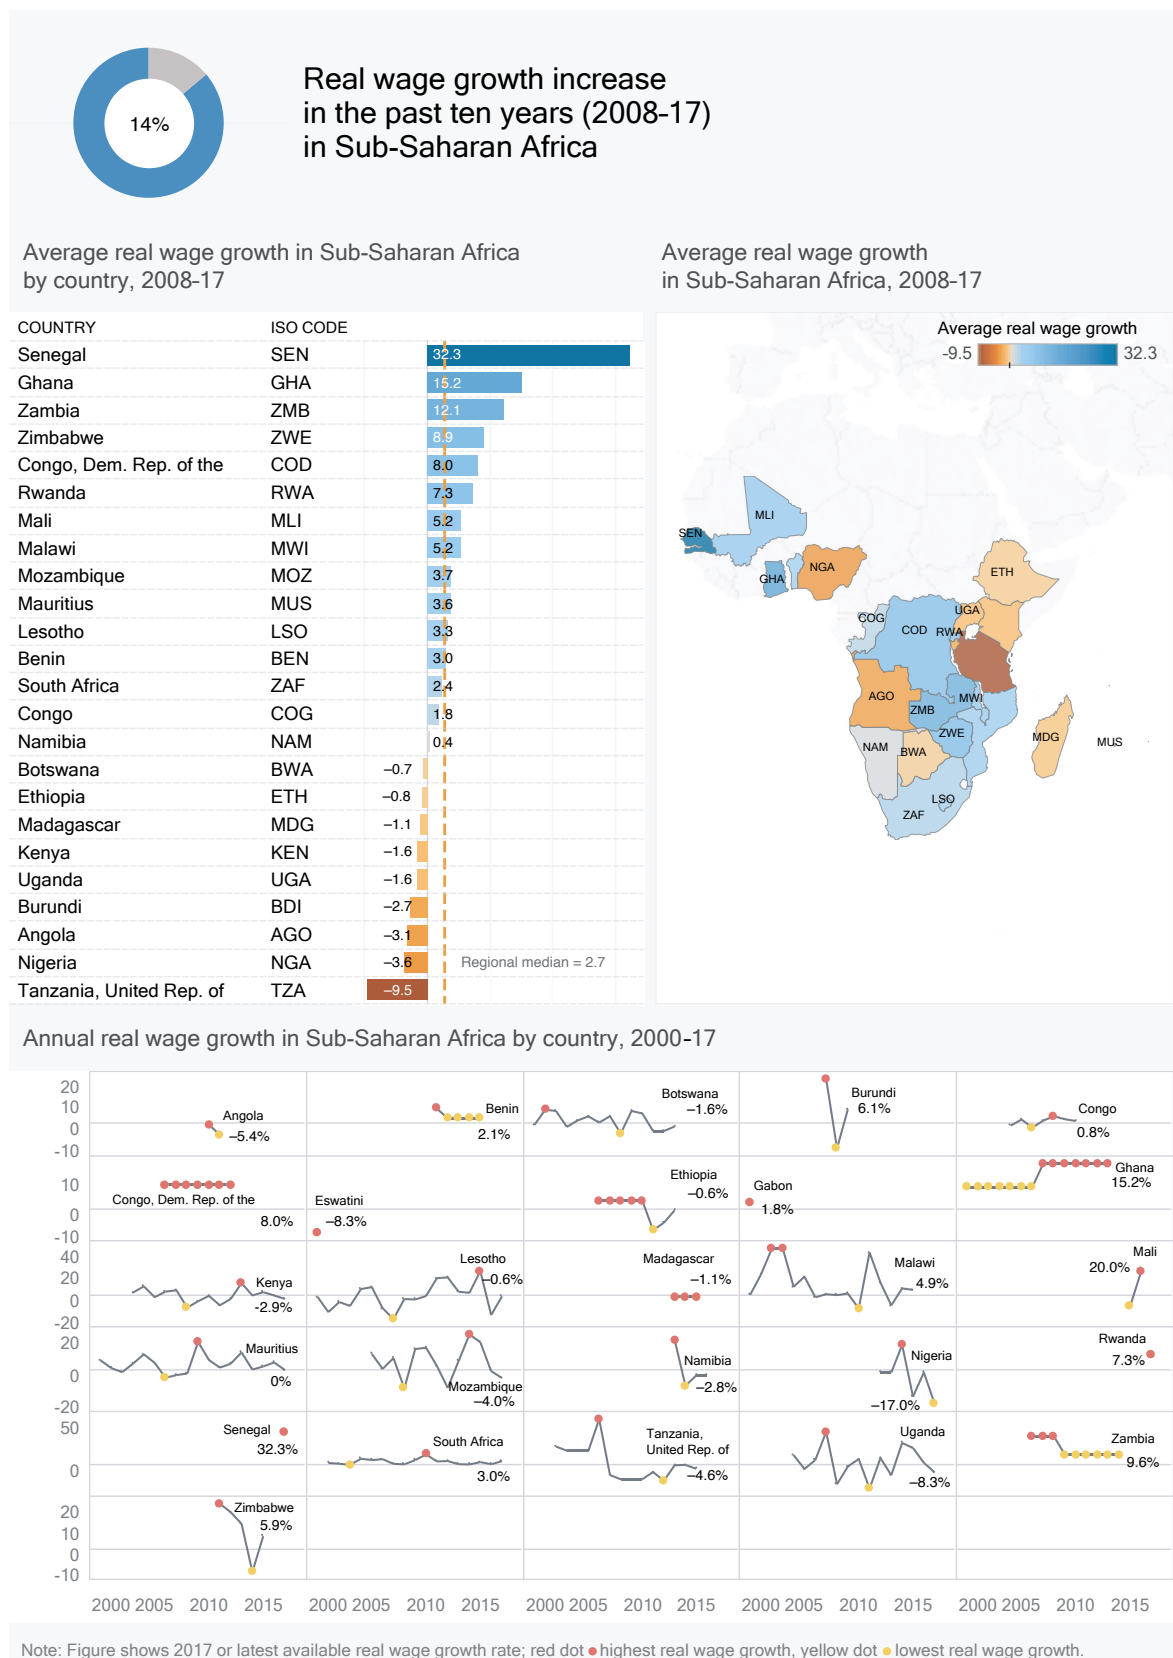 14%
Real wage growth increase
in the past ten years (2008-17)
in Sub-Saharan Africa
Average real wage growth in Sub-Saharan Africa
by country, 2008-17
COUNTRY ISO CODE
Senegal SEN 32.3
Ghana GHA 15.2
Zambia ZMB 12.1
Zimbabwe ZWE 8.9
Congo, Dem. Rep. of the COD 8.0
Rwanda RWA 7.3
Mali MLI 5.2
Malawi MWI 5.2
Mozambique MOZ 3.7
Mauritius MUS 3.6
Lesotho LSO 3.3
Benin BEN 3.0
South Africa ZAF 2.4
Congo COG 1.8
Namibia NAM 0.4
Botswana BWA –0.7
Ethiopia ETH –0.8
Madagascar MDG –1.1
Kenya KEN –1.6
Uganda UGA –1.6
Burundi BDI –2.7
Angola AGO –3.1
Nigeria NGA –3.6 Regional median = 2.7
Tanzania, United Rep. of TZA –9.5
Average real wage growth
in Sub-Saharan Africa, 2008-17
Average real wage growth
-9.5 32.3
MLI
SEN
NGA
GHA
ETH
UGA
COG
COD
RWA
AGO
MWI
ZMB
ZWE
MDG
MUS
NAM
BWA
LSO
ZAF
Annual real wage growth in Sub-Saharan Africa by country, 2000-17
20
10
0
-10
Angola
–5.4%
Benin
2.1%
Botswana
–1.6%
Burundi
6.1%
Congo
0.8%
10
0
-10
Congo, Dem. Rep. of the
8.0%
Eswatini
–8.3%
Ethiopia
–0.6%
Gabon
1.8%
Ghana
15.2%
40
20
0
-20
Kenya
-2.9%
Lesotho
–0.6%
Madagascar
–1.1%
Malawi
4.9%
Mali
20.0%
20
0
-20
Mauritius
0%
Mozambique
–4.0%
Namibia
–2.8%
Nigeria
–17.0%
Rwanda
7.3%
50
0
Senegal
32.3%
South Africa
3.0%
Tanzania,
United Rep. of
–4.6%
Uganda
–8.3%
Zambia
9.6%
20
10
0
-10
Zimbabwe
5.9%
2000 2005 2010 2015 2000 2005 2010 2015 2000 2005 2010 2015 2000 2005 2010 2015 2000 2005 2010 2015
Note: Figure shows 2017 or latest available real wage growth rate; red dot highest real wage growth, yellow dot lowest real wage growth.